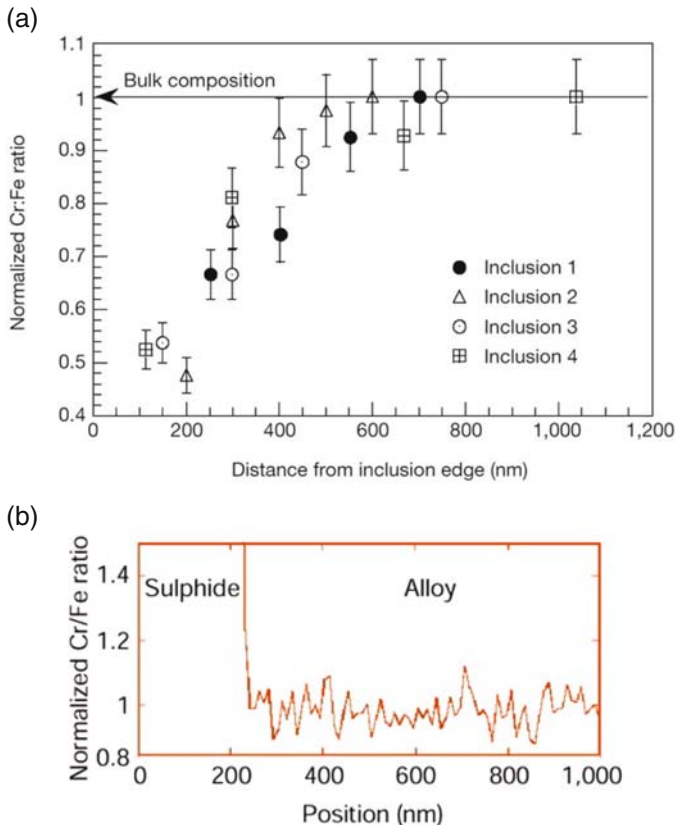 (a)
1.1
1
0.9
0.8
0.7
0.6
0.5
0.4
Normalized Cr:Fe ratio
Bulk composition
Inclusion 1
Inclusion 2
Inclusion 3
Inclusion 4
0 200 400 600 800 1,000 1,200
Distance from inclusion edge (nm)
(b)
Normalized Cr/Fe ratio
1.4
1.2
1
0.8
Sulphide Alloy
0 200 400 600 800 1,000
Position (nm)